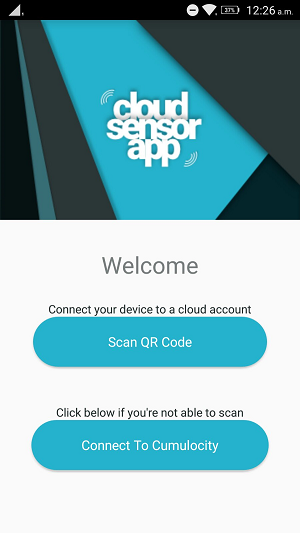 37% 12:26 a.m.
cloud
sensor
app
Welcome
Connect your device to a cloud account
Scan QR Code
Click below if you're not able to scan
Connect To Cumulocity